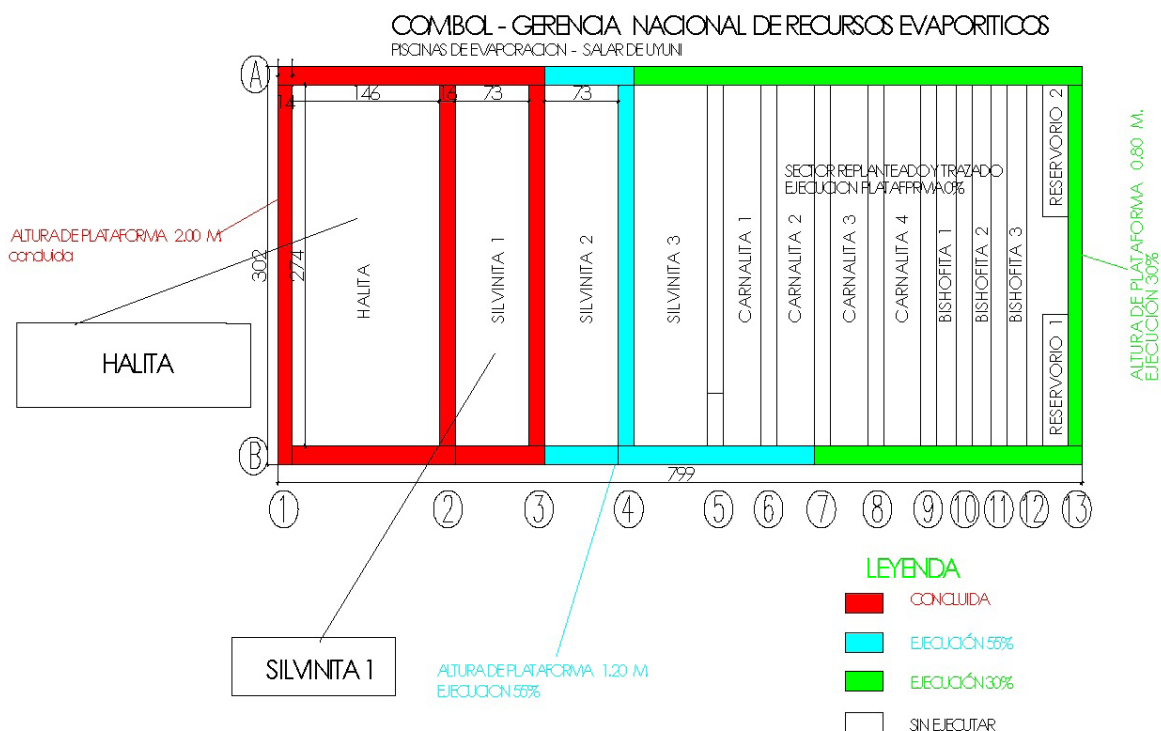 COMIBOL - GERENCIA NACIONAL DE RECURSOS EVAPORITICOS
PISCINAS DE EVAPORACION - SALAR DE UYUNI
A
14
146
16
73
73
SECTOR REPLANTEADO Y TRAZADO
EJECUCION PLATAFPRMA 0%
RESERVORIO 2
ALTURA DE PLATAFORMA 0.80 M.
EJECUCIÓN 30%
ALTURA DE PLATAFORMA 2.00 M.
concluida
302
274
HALITA
SILVINITA 1
SILVINITA 2
SILVINITA 3
CARNALITA 1
CARNALITA 2
CARNALITA 3
CARNALITA 4
BISHOFITA 1
BISHOFITA 2
BISHOFITA 3
RESERVORIO 1
HALITA
B
799
1 2 3 4 5 6 7 8 9 10 11 12 13
LEYENDA
CONCLUIDA
EJECUCIÓN 55%
EJECUCIÓN 30%
SIN EJECUTAR
SILVINITA 1
ALTURA DE PLATAFORMA 1.20 M.
EJECUCION 55%